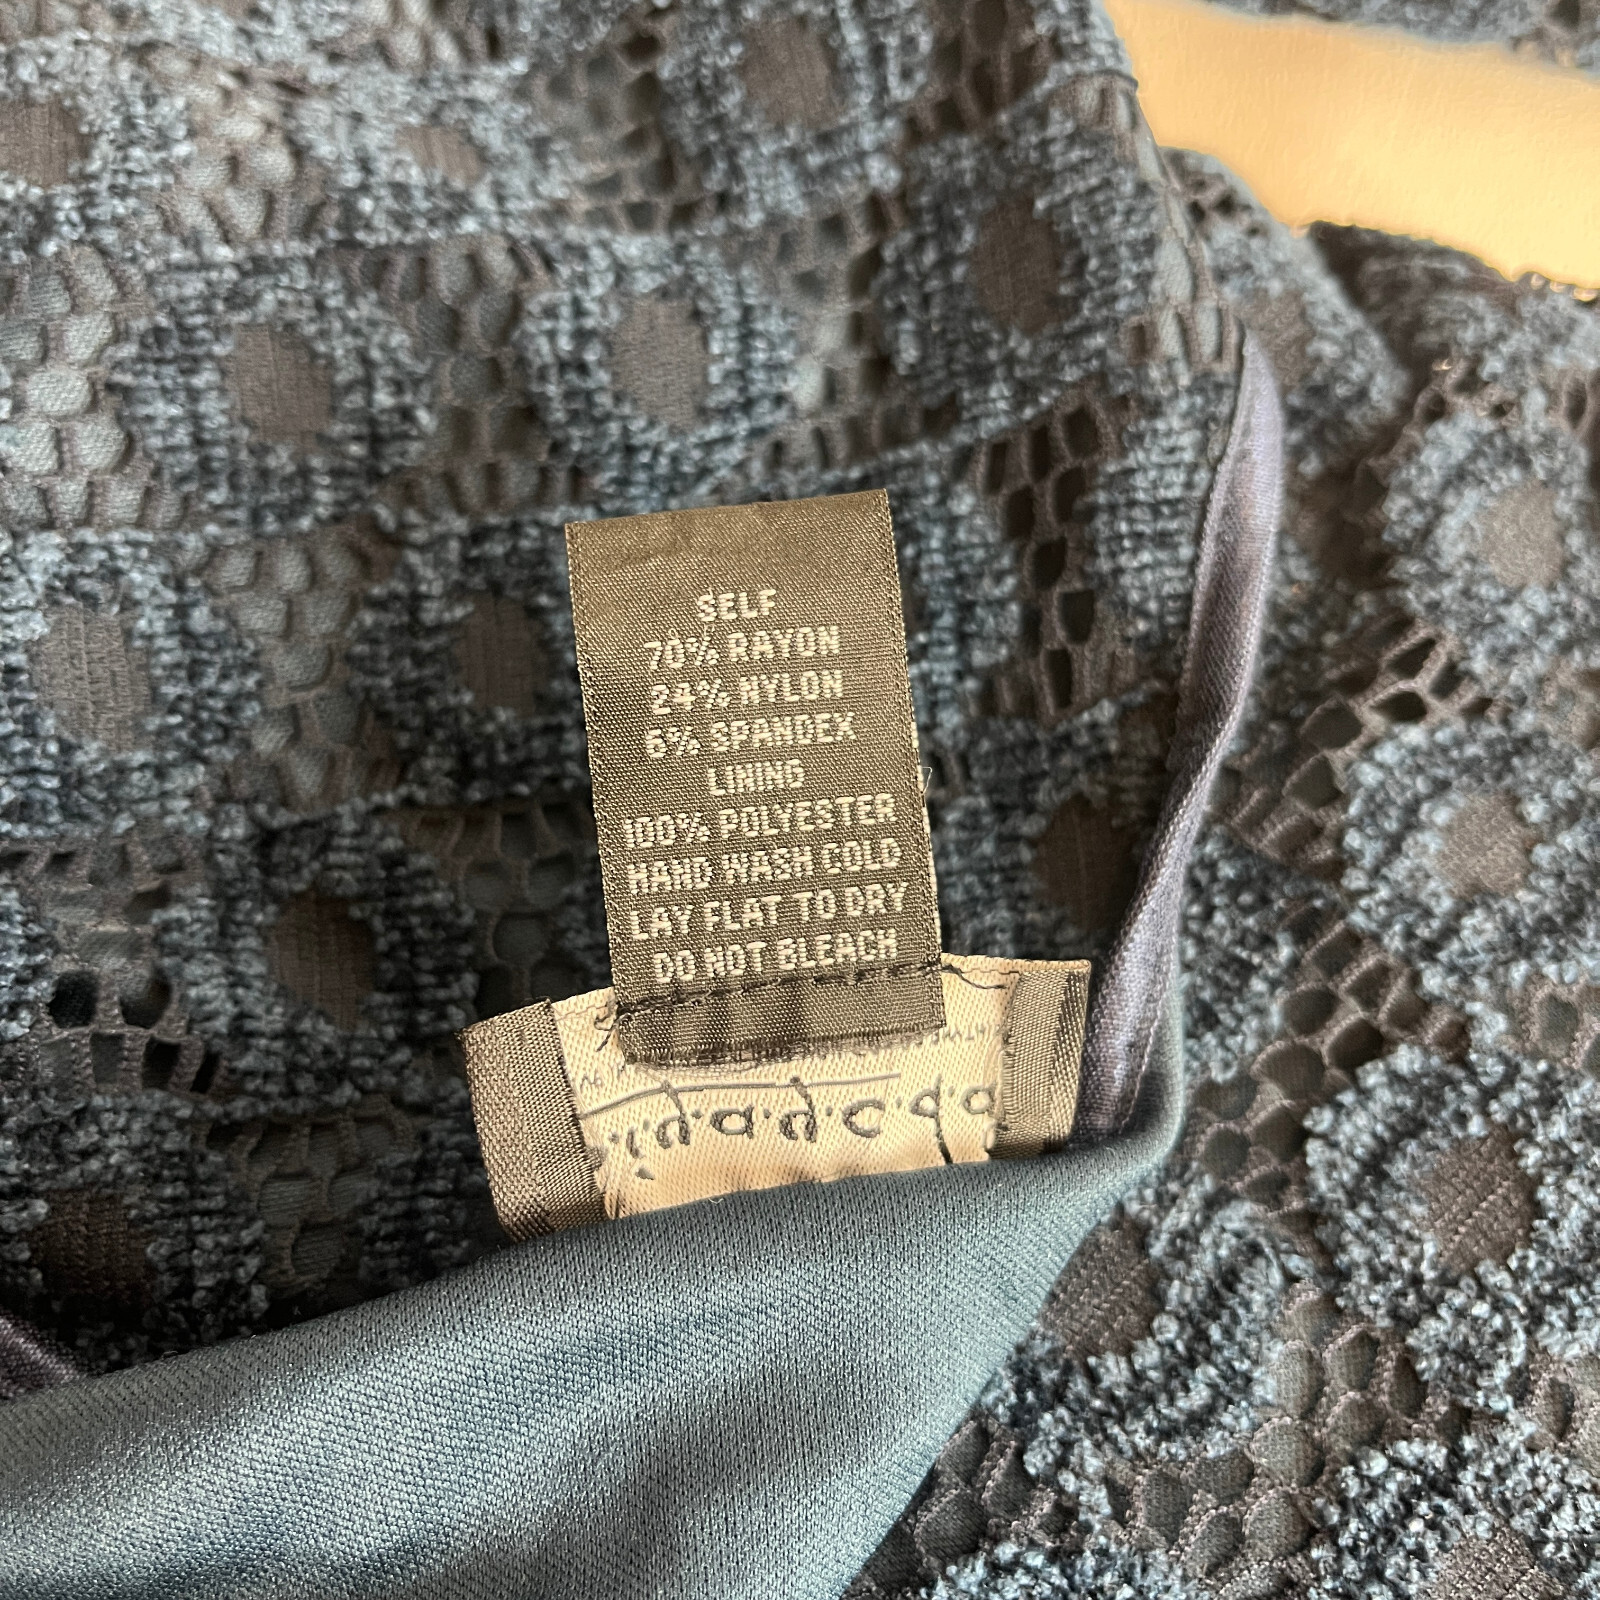 SELF
70% RAYON
24% NYLON
6% SPANDEX
LINING
100% POLYESTER
HAND WASH COLD
LAY FLAT TO DRY
DO NOT BLEACH